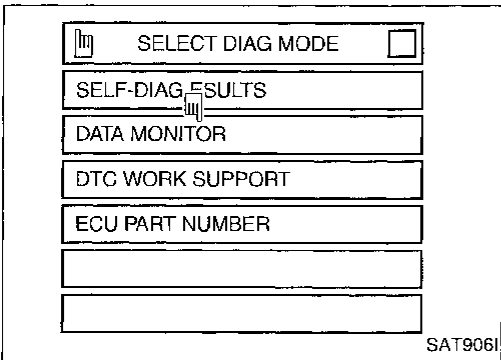 SELECT DIAG MODE
SELF-DIAG ESULTS
DATA MONITOR
DTC WORK SUPPORT
ECU PART NUMBER
SAT906I